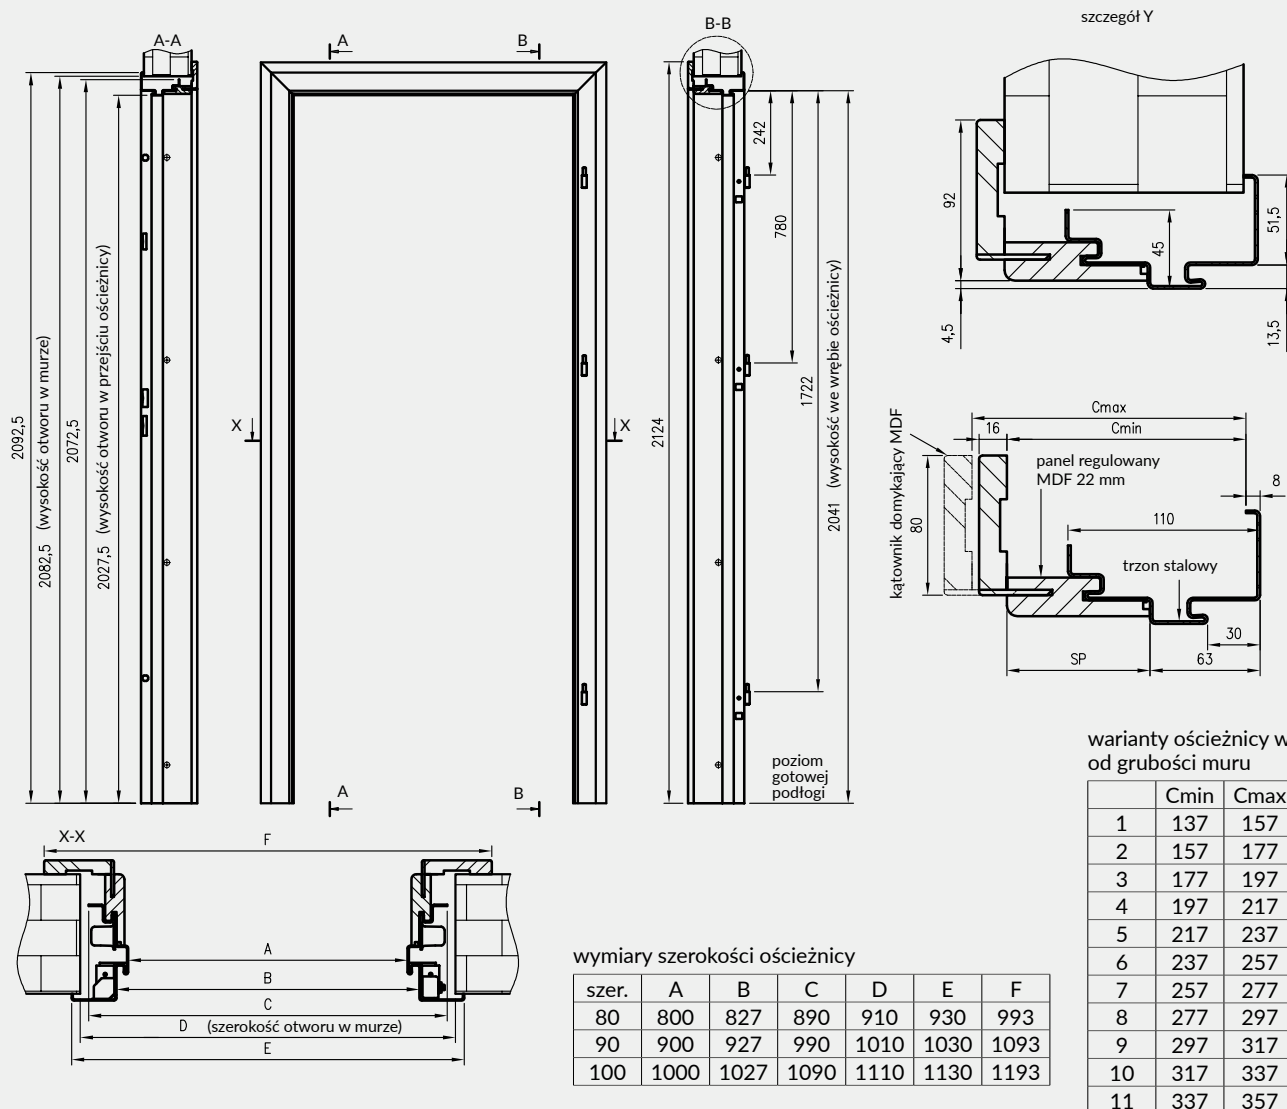 szczegół Y
A-A
A
B
B-B
2092,5
2082,5 (wysokość otworu w murze)
2072,5
2027,5 (wysokość otworu w przejściu ościeżnicy)
X
X
2124
242
780
1722
2041 (wysokość we wrębie ościeżnicy)
poziom
gotowej
podłogi
A
B
92
4,5
45
51,5
13,5
Cmax
16
Cmin
kątownik domykający MDF
panel regulowany
MDF 22 mm
8
80
110
trzon stalowy
30
SP
63
X-X
F
A
B
C
D (szerokość otworu w murze)
E
wymiary szerokości ościeżnicy
szer. A B C D E F
80 800 827 890 910 930 993
90 900 927 990 1010 1030 1093
100 1000 1027 1090 1110 1130 1193
warianty ościeżnicy w
od grubości muru
Cmin Cmax
1 137 157
2 157 177
3 177 197
4 197 217
5 217 237
6 237 257
7 257 277
8 277 297
9 297 317
10 317 337
11 337 357